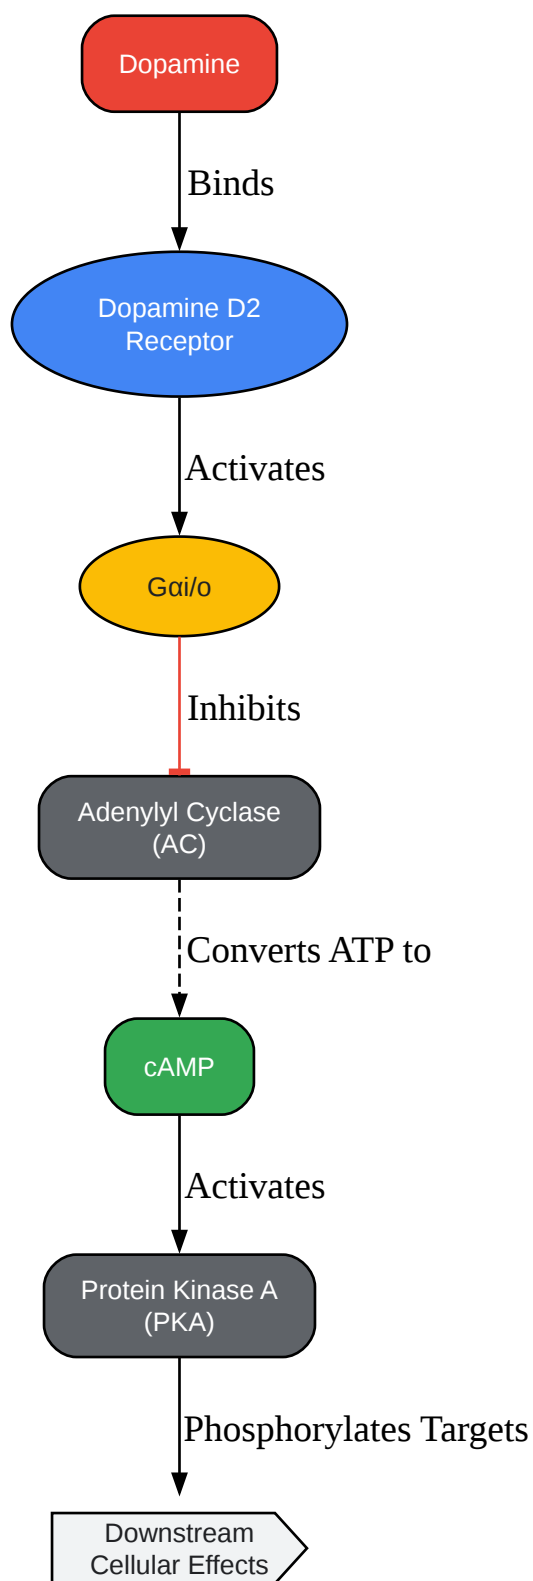 Dopamine
Binds
Dopamine D2
Receptor
Activates
Gαi/o
Inhibits
Adenylyl Cyclase
(AC)
Converts ATP to
cAMP
Activates
Protein Kinase A
(PKA)
Phosphorylates Targets
Downstream
Cellular Effects